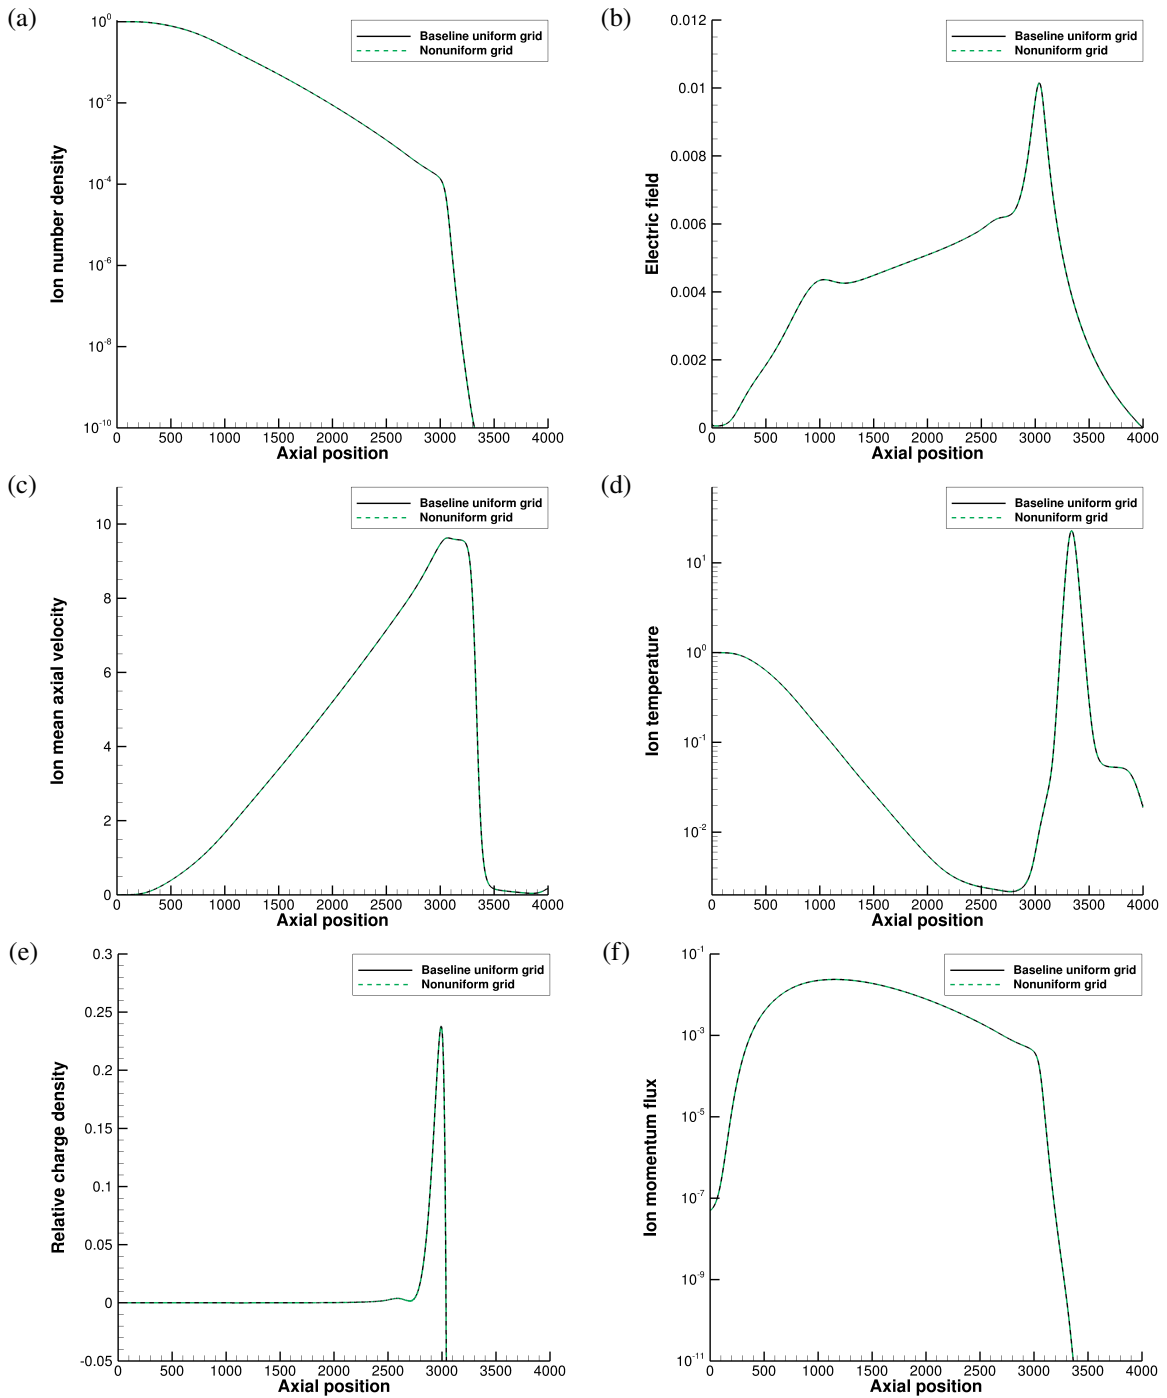 (a)
Ion number density
10^0
10^-2
10^-4
10^-6
10^-8
10^-10
Baseline uniform grid
Nonuniform grid
0 500 1000 1500 2000 2500 3000 3500 4000
Axial position
(b)
Electric field
0.012
0.01
0.008
0.006
0.004
0.002
0
Baseline uniform grid
Nonuniform grid
0 500 1000 1500 2000 2500 3000 3500 4000
Axial position
(c)
Ion mean axial velocity
10
8
6
4
2
0
Baseline uniform grid
Nonuniform grid
0 500 1000 1500 2000 2500 3000 3500 4000
Axial position
(d)
Ion temperature
10^1
10^0
10^-1
10^-2
Baseline uniform grid
Nonuniform grid
0 500 1000 1500 2000 2500 3000 3500 4000
Axial position
(e)
Relative charge density
0.3
0.25
0.2
0.15
0.1
0.05
0
-0.05
Baseline uniform grid
Nonuniform grid
0 500 1000 1500 2000 2500 3000 3500 4000
Axial position
(f)
Ion momentum flux
10^-1
10^-3
10^-5
10^-7
10^-9
10^-11
Baseline uniform grid
Nonuniform grid
0 500 1000 1500 2000 2500 3000 3500 4000
Axial position